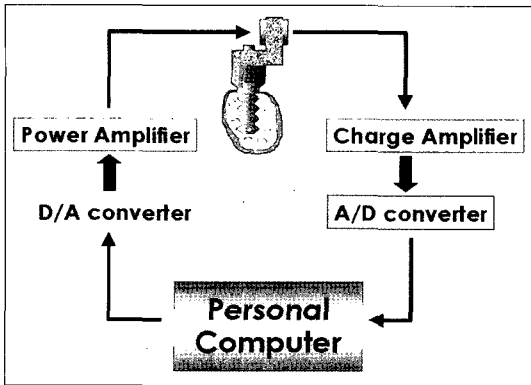 Power Amplifier
Charge Amplifier
D/A converter
A/D converter
Personal
Computer